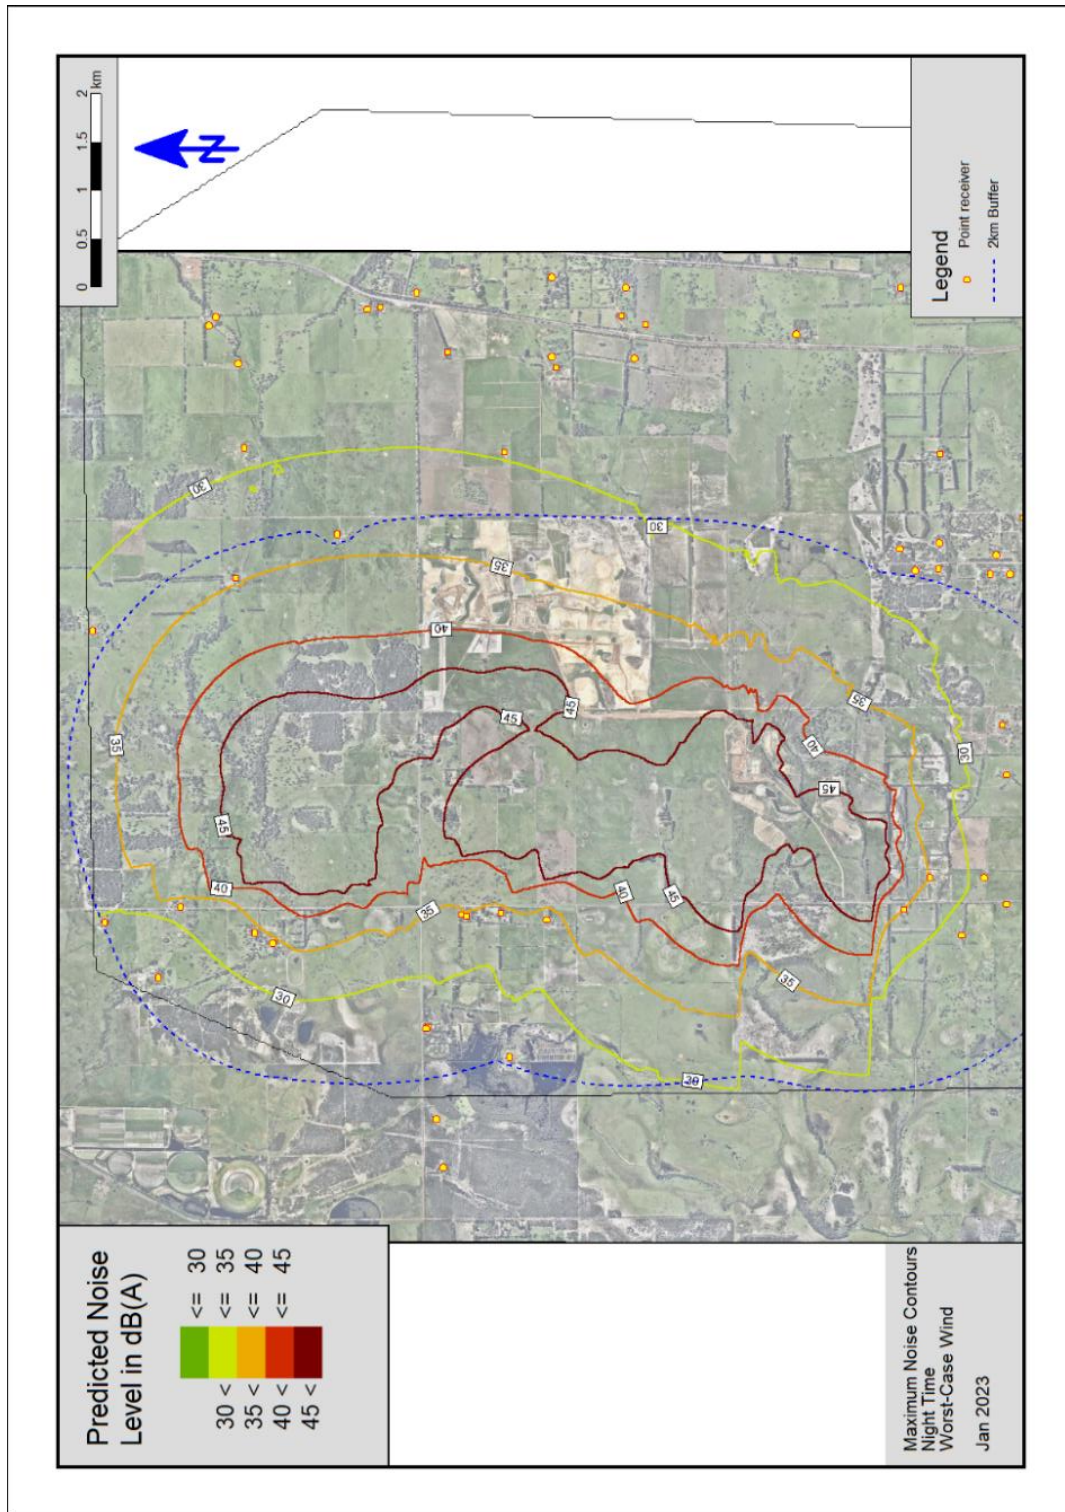 Predicted Noise
Level in dB(A)
<= 30
30 < <= 35
35 < <= 40
40 < <= 45
45 <
Maximum Noise Contours
Night Time
Worst-Case Wind
Jan 2023
0 0.5 1 1.5 2
km
N
Legend
Point receiver
2km Buffer
30
35
40
45
30
35
40
45
45
30
35
40
45
30
35
40
45
35
30
30